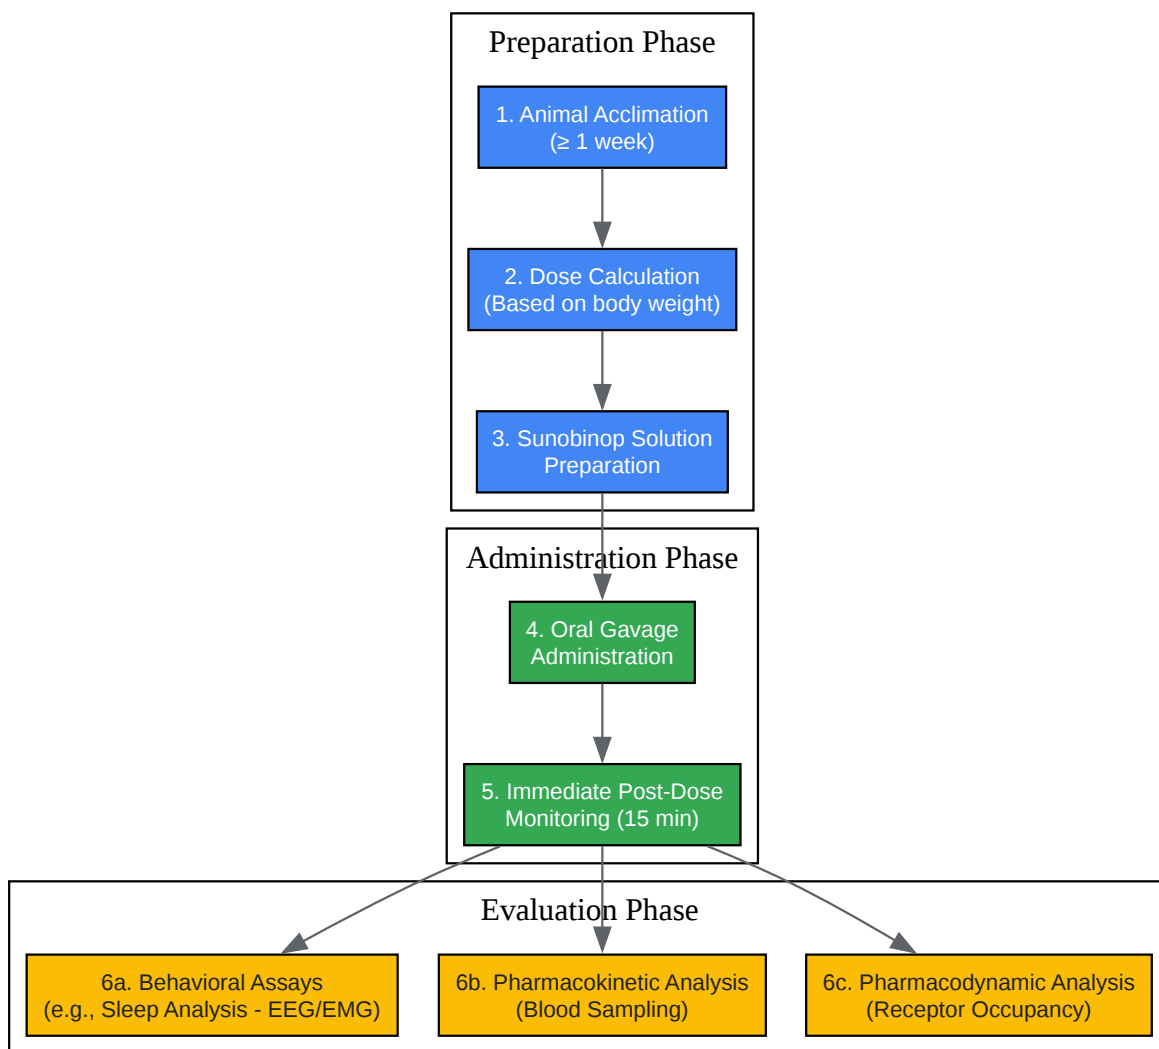 Preparation Phase
1. Animal Acclimation
(≥ 1 week)
2. Dose Calculation
(Based on body weight)
3. Sunobinop Solution
Preparation
Administration Phase
4. Oral Gavage
Administration
5. Immediate Post-Dose
Monitoring (15 min)
Evaluation Phase
6a. Behavioral Assays
(e.g., Sleep Analysis - EEG/EMG)
6b. Pharmacokinetic Analysis
(Blood Sampling)
6c. Pharmacodynamic Analysis
(Receptor Occupancy)